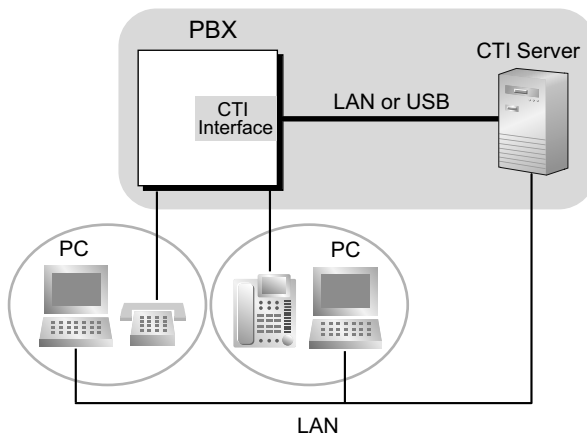 PBX
CTI Server
CTI
Interface
LAN or USB
PC
PC
LAN